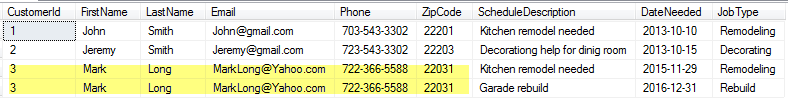 CustomerId FirstName LastName Email Phone ZipCode ScheduleDescription DateNeeded JobType
1 John Smith John@gmail.com 703-543-3302 22201 Kitchen remodel needed 2013-10-10 Remodeling
2 Jeremy Smith Jeremy@gmail.com 723-543-3302 22203 Decorationg help for dinig room 2013-10-15 Decorating
3 Mark Long MarkLong@Yahoo.com 722-366-5588 22031 Kitchen remodel needed 2015-11-29 Remodeling
3 Mark Long MarkLong@Yahoo.com 722-366-5588 22031 Garade rebuild 2016-12-31 Rebuild